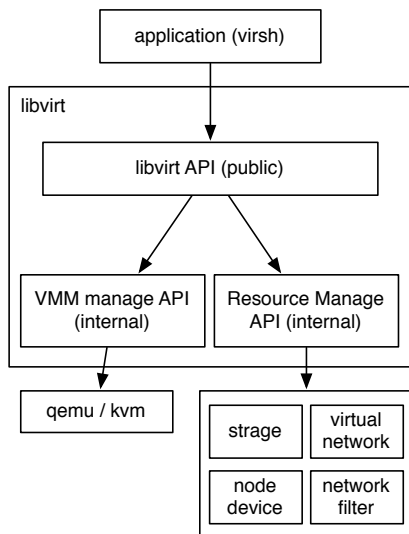 application (virsh)
libvirt
libvirt API (public)
VMM manage API
(internal)
Resource Manage
API (internal)
qemu / kvm
strage
virtual
network
node
device
network
filter